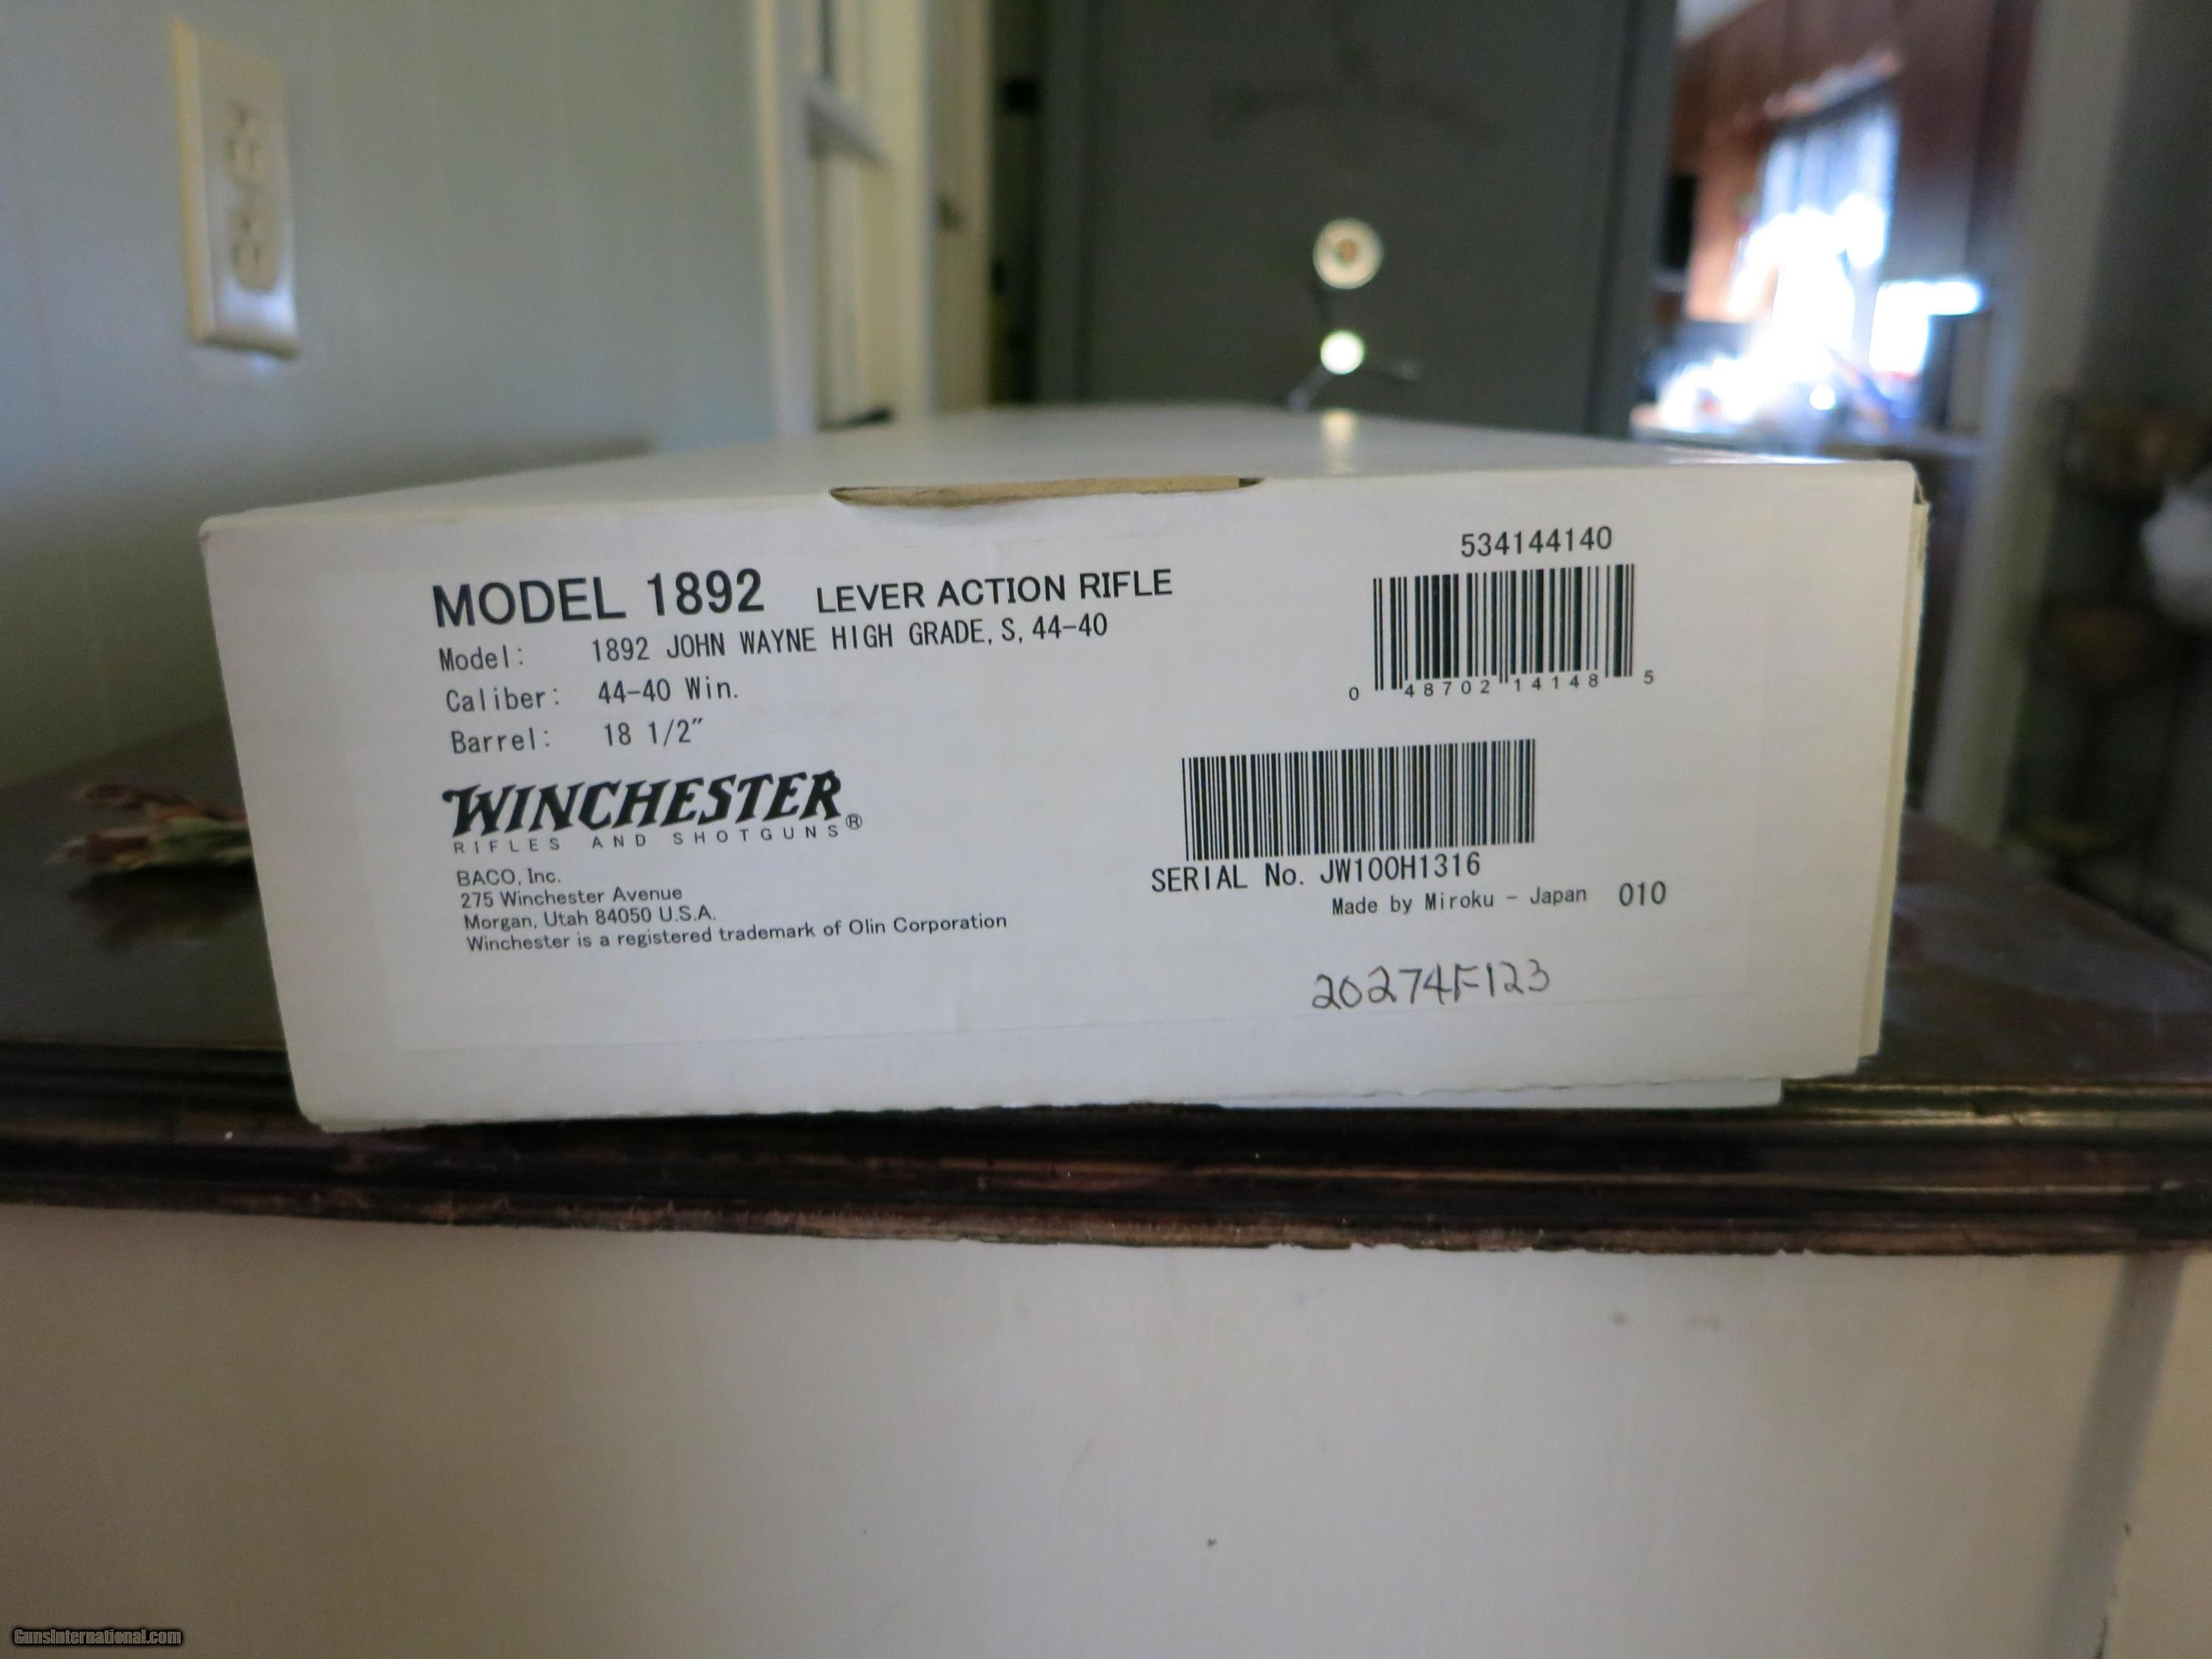 MODEL 1892 LEVER ACTION RIFLE
Model: 1892 JOHN WAYNE HIGH GRADE, S, 44-40
Caliber: 44-40 Win.
Barrel: 18 1/2"
WINCHESTER®
RIFLES AND SHOTGUNS
BACO, Inc.
275 Winchester Avenue
Morgan, Utah 84050 U.S.A.
Winchester is a registered trademark of Olin Corporation
534144140
0 48702 14148 5
SERIAL No. JW100H1316
Made by Miroku - Japan 010
20274F123
GunsInternational.com